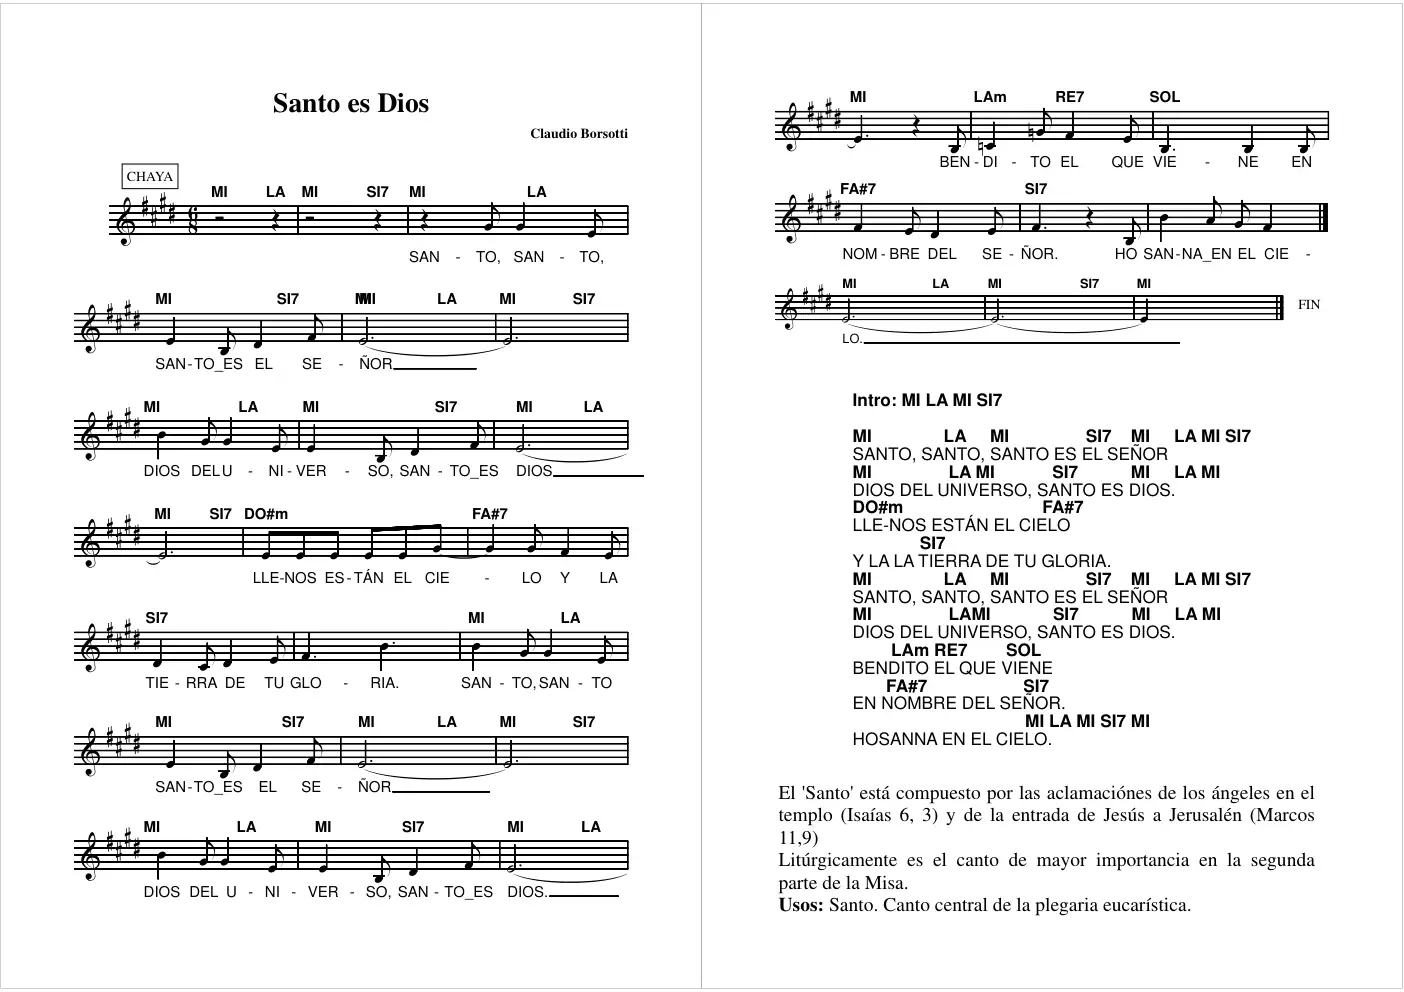 Santo es Dios
Claudio Borsotti
CHAYA
MI LA MI SI7 MI LA
SAN - TO, SAN - TO,
MI SI7 MI MI LA MI SI7
SAN-TO_ES EL SE - ÑOR
MI LA MI SI7 MI LA
DIOS DEL U - NI - VER - SO, SAN - TO_ES DIOS
MI SI7 DO#m FA#7
LLE-NOS ES-TÁN EL CIE - LO Y LA
SI7 MI LA
TIE - RRA DE TU GLO - RIA. SAN - TO, SAN - TO
MI SI7 MI LA MI SI7
SAN-TO_ES EL SE - ÑOR
MI LA MI SI7 MI LA
DIOS DEL U - NI - VER - SO, SAN - TO_ES DIOS.
MI LAm RE7 SOL
BEN - DI - TO EL QUE VIE - NE EN
FA#7 SI7
NOM - BRE DEL SE - ÑOR. HO SAN-NA_EN EL CIE -
MI LA MI SI7 MI
FIN
LO.
Intro: MI LA MI SI7
MI LA MI SI7 MI LA MI SI7
SANTO, SANTO, SANTO ES EL SEÑOR
MI LA MI SI7 MI LA MI
DIOS DEL UNIVERSO, SANTO ES DIOS.
DO#m FA#7
LLE-NOS ESTÁN EL CIELO
SI7
Y LA LA TIERRA DE TU GLORIA.
MI LA MI SI7 MI LA MI SI7
SANTO, SANTO, SANTO ES EL SEÑOR
MI LAMI SI7 MI LA MI
DIOS DEL UNIVERSO, SANTO ES DIOS.
LAm RE7 SOL
BENDITO EL QUE VIENE
FA#7 SI7
EN NOMBRE DEL SEÑOR.
MI LA MI SI7 MI
HOSANNA EN EL CIELO.
El 'Santo' está compuesto por las aclamaciónes de los ángeles en el
templo (Isaías 6, 3) y de la entrada de Jesús a Jerusalén (Marcos
11,9)
Litúrgicamente es el canto de mayor importancia en la segunda
parte de la Misa.
Usos: Santo. Canto central de la plegaria eucarística.